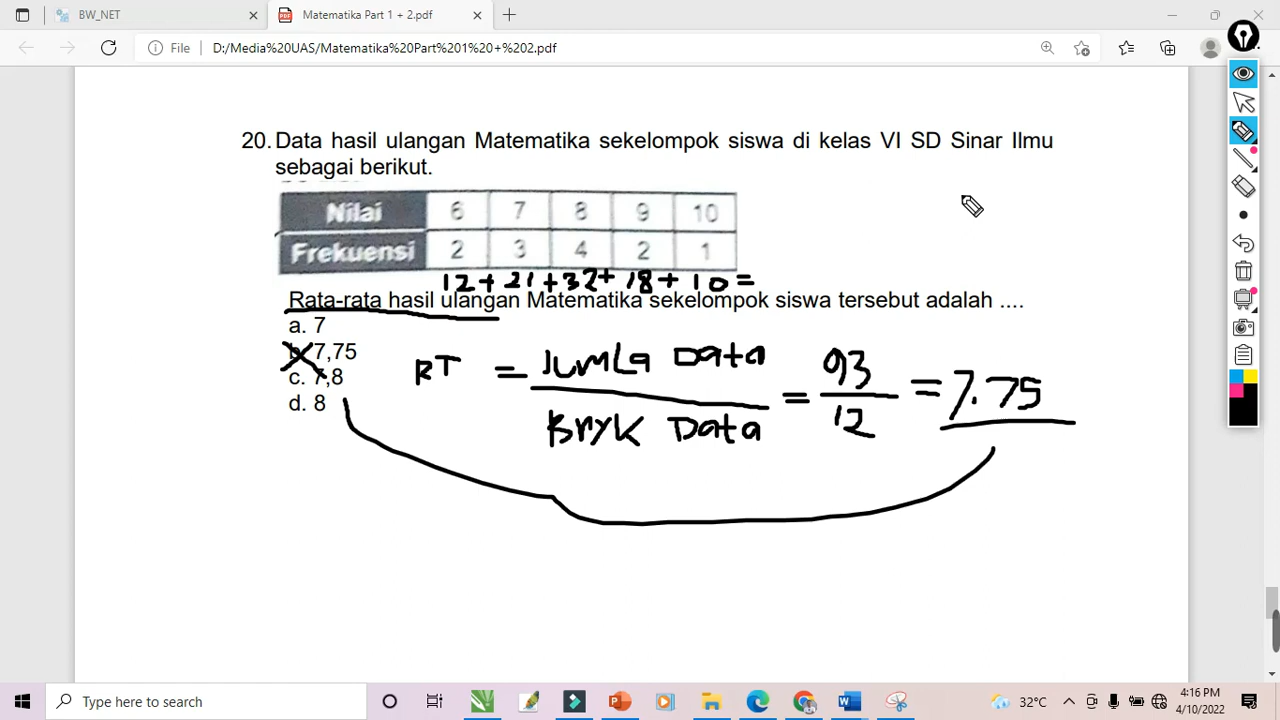 BW_NET
Matematika Part 1 + 2.pdf
File
D:/Media%20UAS/Matematika%20Part%201%20+%202.pdf
20. Data hasil ulangan Matematika sekelompok siswa di kelas VI SD Sinar Ilmu
sebagai berikut.
Nilai 6 7 8 9 10
Frekuensi 2 3 4 2 1
12 + 21 + 32 + 18 + 10 =
Rata-rata hasil ulangan Matematika sekelompok siswa tersebut adalah ....
a. 7
b. 7,75
c. 7,8
d. 8
RT = Jumla Data = 93 = 7.75
Bnyk Data 12
Type here to search
32°C
4:16 PM
4/10/2022